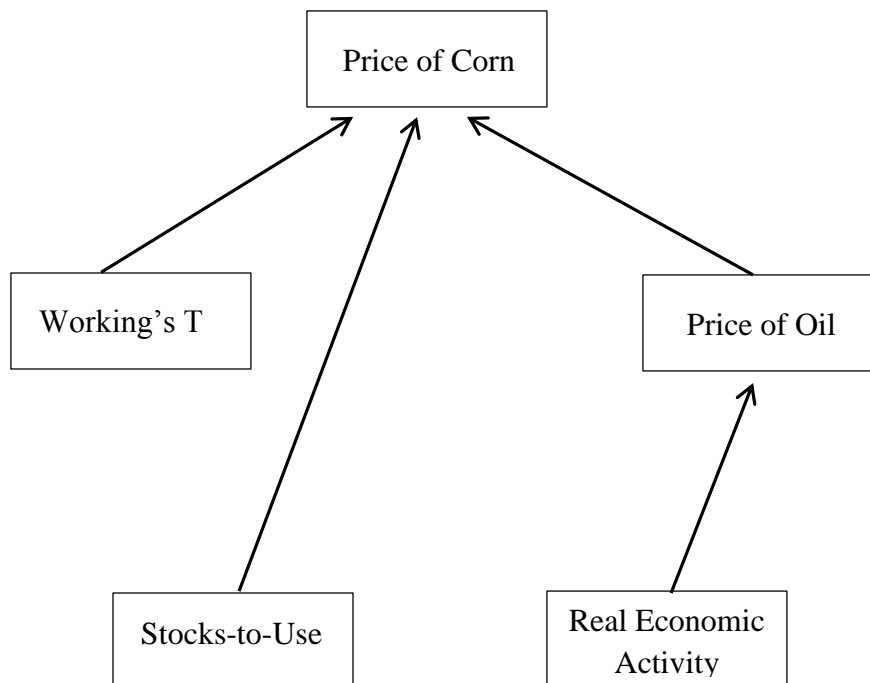 Price of Corn
Working’s T
Price of Oil
Stocks-to-Use
Real Economic
Activity